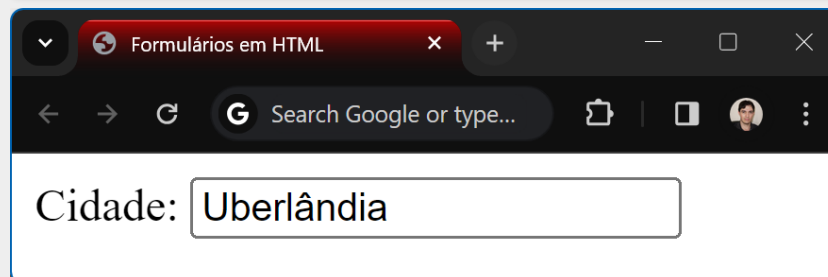 Formulários em HTML
G Search Google or type...
Cidade: Uberlândia